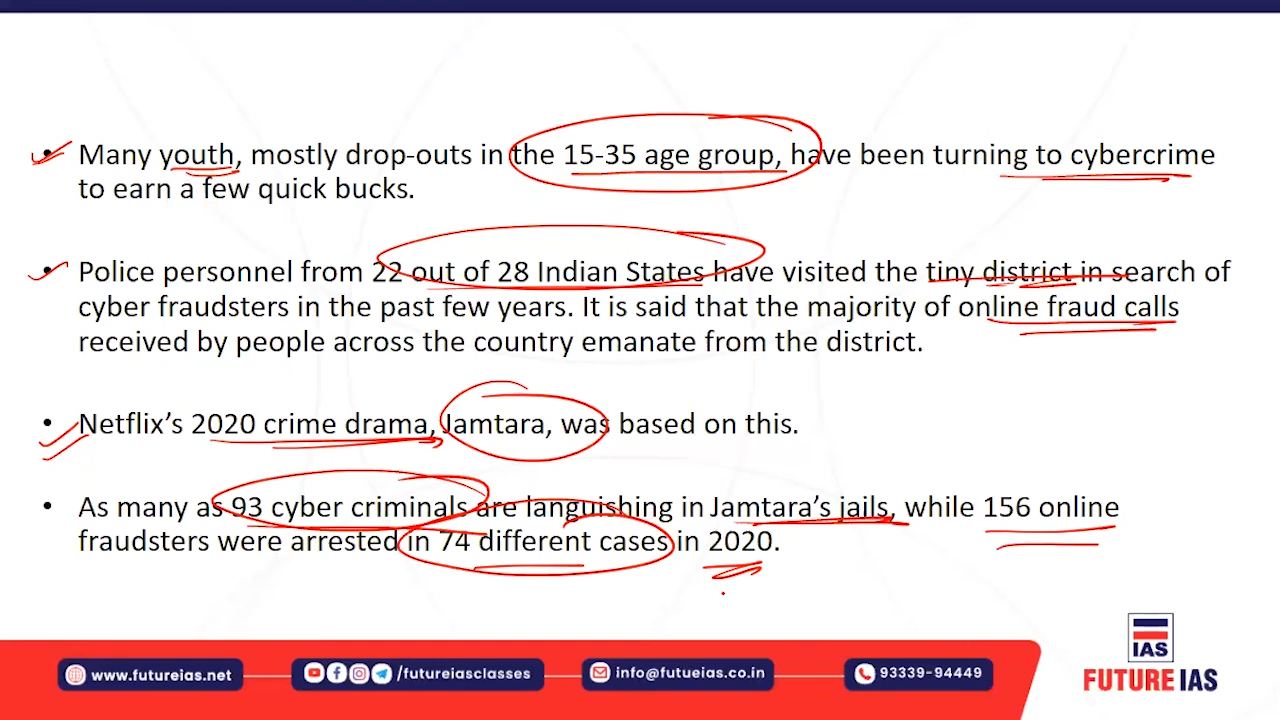 • Many youth, mostly drop-outs in the 15-35 age group, have been turning to cybercrime
to earn a few quick bucks.
• Police personnel from 22 out of 28 Indian States have visited the tiny district in search of
cyber fraudsters in the past few years. It is said that the majority of online fraud calls
received by people across the country emanate from the district.
• Netflix’s 2020 crime drama, Jamtara, was based on this.
• As many as 93 cyber criminals are languishing in Jamtara’s jails, while 156 online
fraudsters were arrested in 74 different cases in 2020.
IAS
FUTURE IAS
www.futureias.net
/futureiasclasses
info@futueias.co.in
93339-94449